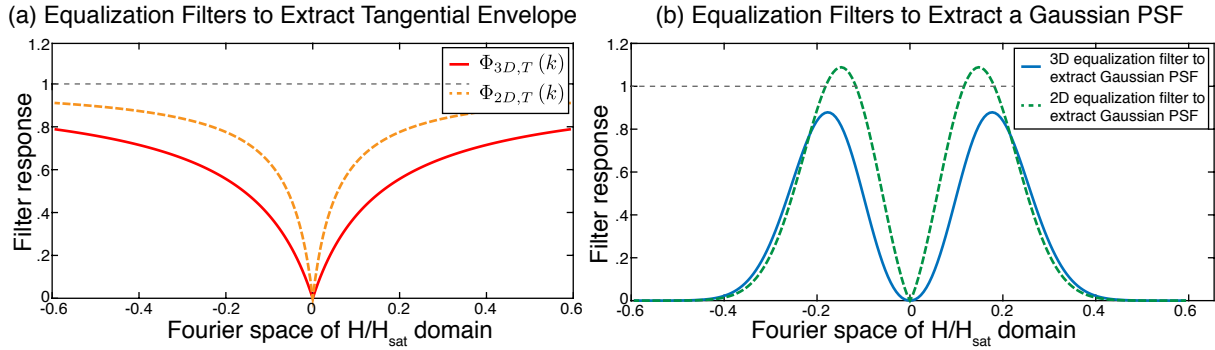 (a) Equalization Filters to Extract Tangential Envelope
1.2
1
.8
.6
.4
.2
0
-0.6
-0.4
-0.2
0
0.2
0.4
0.6
Filter response
Fourier space of H/Hsat domain
Φ3D,T (k)
Φ2D,T (k)
(b) Equalization Filters to Extract a Gaussian PSF
1.2
1
.8
.6
.4
.2
0
-0.6
-0.4
-0.2
0
0.2
0.4
0.6
Filter response
Fourier space of H/Hsat domain
3D equalization filter to
extract Gaussian PSF
2D equalization filter to
extract Gaussian PSF